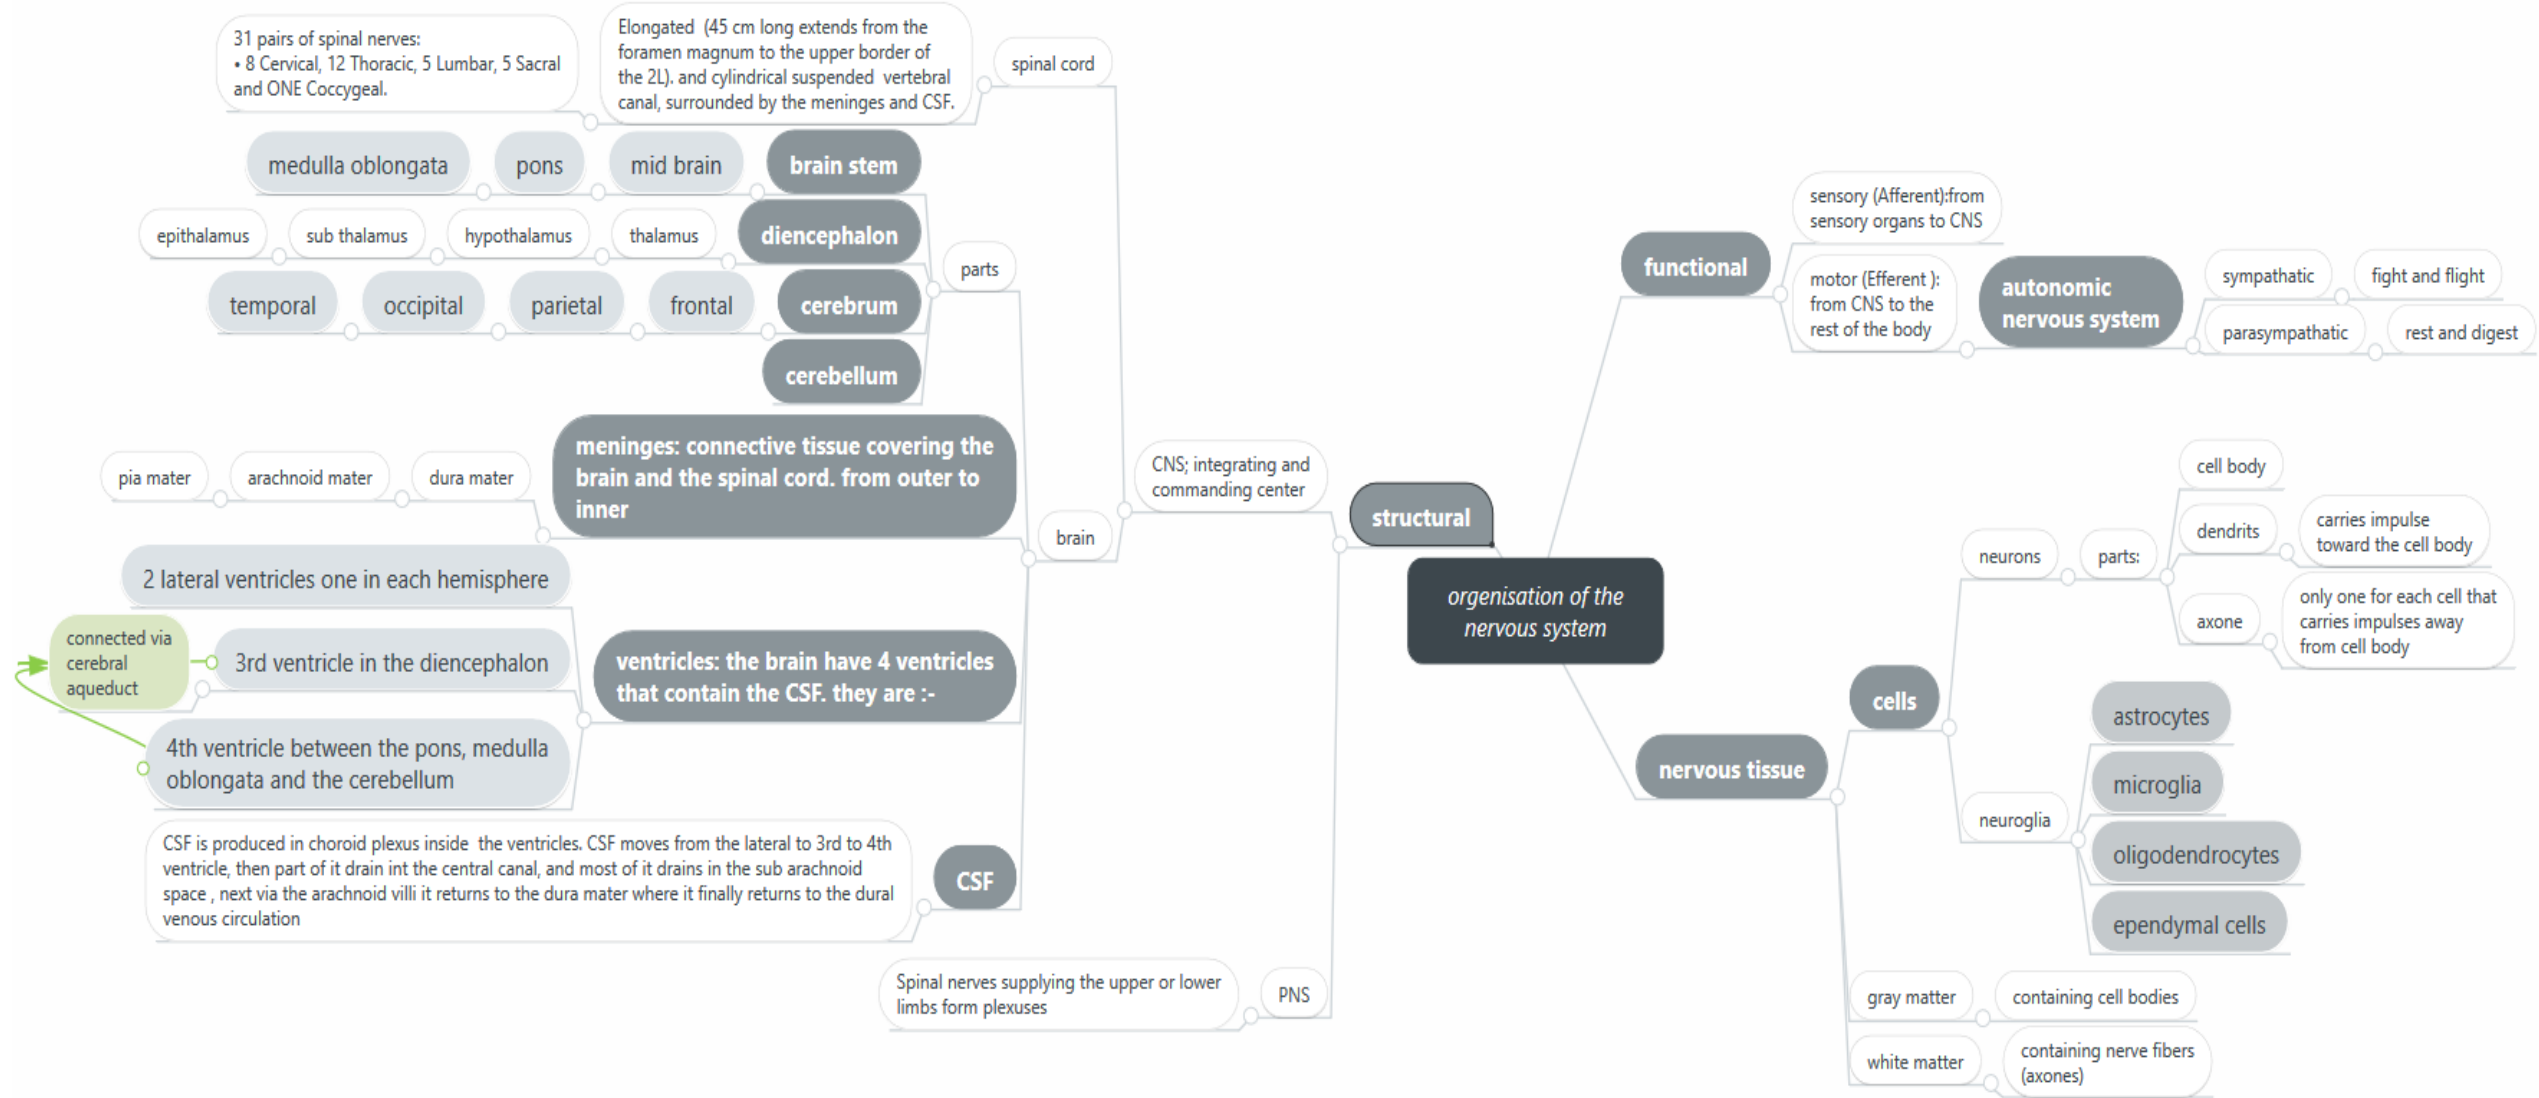 31 pairs of spinal nerves:
• 8 Cervical, 12 Thoracic, 5 Lumbar, 5 Sacral
and ONE Coccygeal.
Elongated (45 cm long extends from the
foramen magnum to the upper border of
the 2L). and cylindrical suspended vertebral
canal, surrounded by the meninges and CSF.
spinal cord
medulla oblongata
pons
mid brain
brain stem
epithalamus
sub thalamus
hypothalamus
thalamus
diencephalon
parts
temporal
occipital
parietal
frontal
cerebrum
cerebellum
pia mater
arachnoid mater
dura mater
meninges: connective tissue covering the
brain and the spinal cord. from outer to
inner
CNS; integrating and
commanding center
brain
structural
2 lateral ventricles one in each hemisphere
connected via
cerebral
aqueduct
3rd ventricle in the diencephalon
4th ventricle between the pons, medulla
oblongata and the cerebellum
ventricles: the brain have 4 ventricles
that contain the CSF. they are :-
CSF is produced in choroid plexus inside the ventricles. CSF moves from the lateral to 3rd to 4th
ventricle, then part of it drain int the central canal, and most of it drains in the sub arachnoid
space , next via the arachnoid villi it returns to the dura mater where it finally returns to the dural
venous circulation
CSF
Spinal nerves supplying the upper or lower
limbs form plexuses
PNS
orgenisation of the
nervous system
functional
sensory (Afferent):from
sensory organs to CNS
motor (Efferent ):
from CNS to the
rest of the body
autonomic
nervous system
sympathatic
fight and flight
parasympathatic
rest and digest
nervous tissue
cells
neurons
parts:
cell body
dendrits
carries impulse
toward the cell body
axone
only one for each cell that
carries impulses away
from cell body
neuroglia
astrocytes
microglia
oligodendrocytes
ependymal cells
gray matter
containing cell bodies
white matter
containing nerve fibers
(axones)